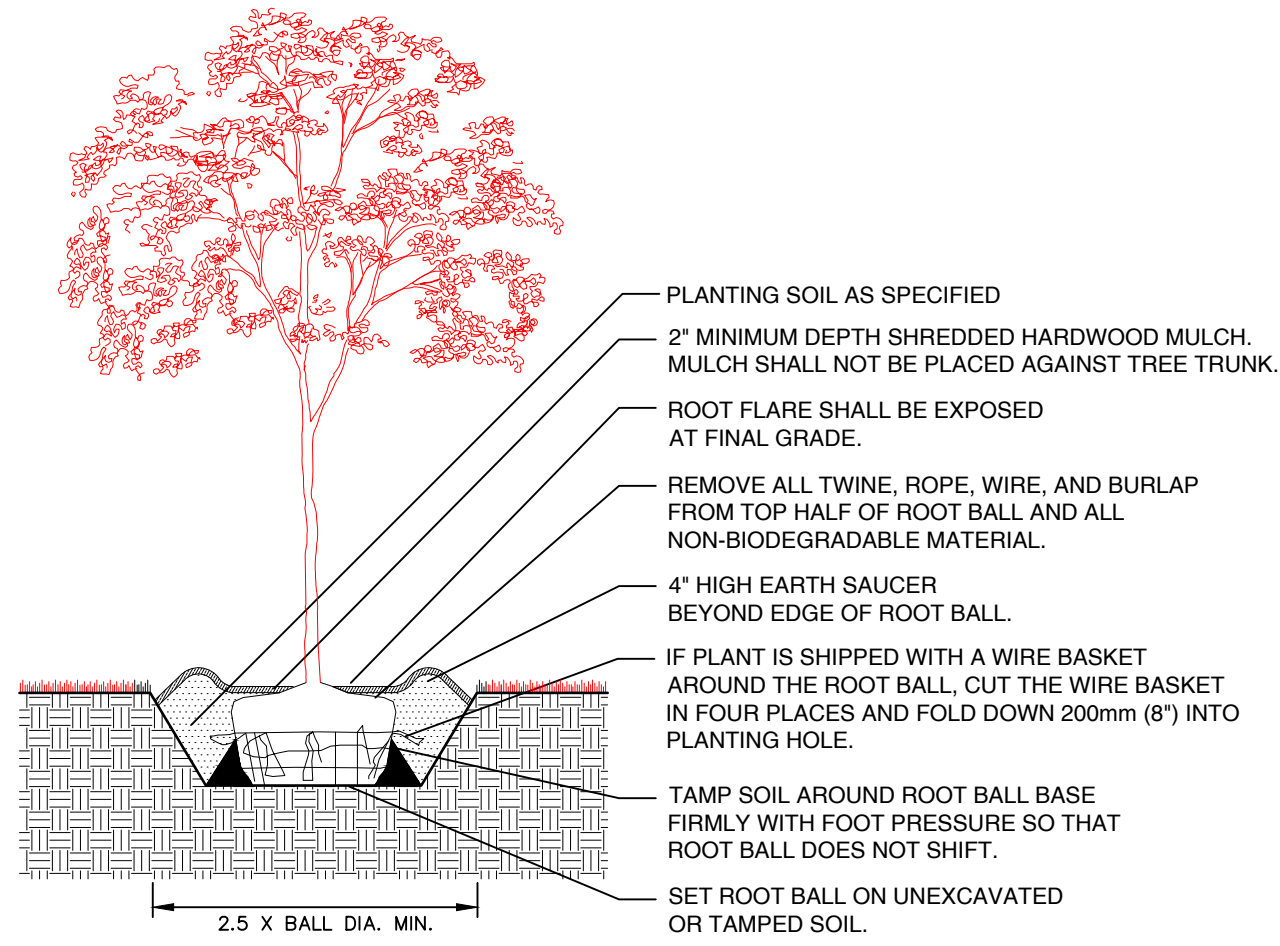 PLANTING SOIL AS SPECIFIED
2" MINIMUM DEPTH SHREDDED HARDWOOD MULCH.
MULCH SHALL NOT BE PLACED AGAINST TREE TRUNK.
ROOT FLARE SHALL BE EXPOSED
AT FINAL GRADE.
REMOVE ALL TWINE, ROPE, WIRE, AND BURLAP
FROM TOP HALF OF ROOT BALL AND ALL
NON-BIODEGRADABLE MATERIAL.
4" HIGH EARTH SAUCER
BEYOND EDGE OF ROOT BALL.
IF PLANT IS SHIPPED WITH A WIRE BASKET
AROUND THE ROOT BALL, CUT THE WIRE BASKET
IN FOUR PLACES AND FOLD DOWN 200mm (8") INTO
PLANTING HOLE.
TAMP SOIL AROUND ROOT BALL BASE
FIRMLY WITH FOOT PRESSURE SO THAT
ROOT BALL DOES NOT SHIFT.
SET ROOT BALL ON UNEXCAVATED
OR TAMPED SOIL.
2.5 X BALL DIA. MIN.